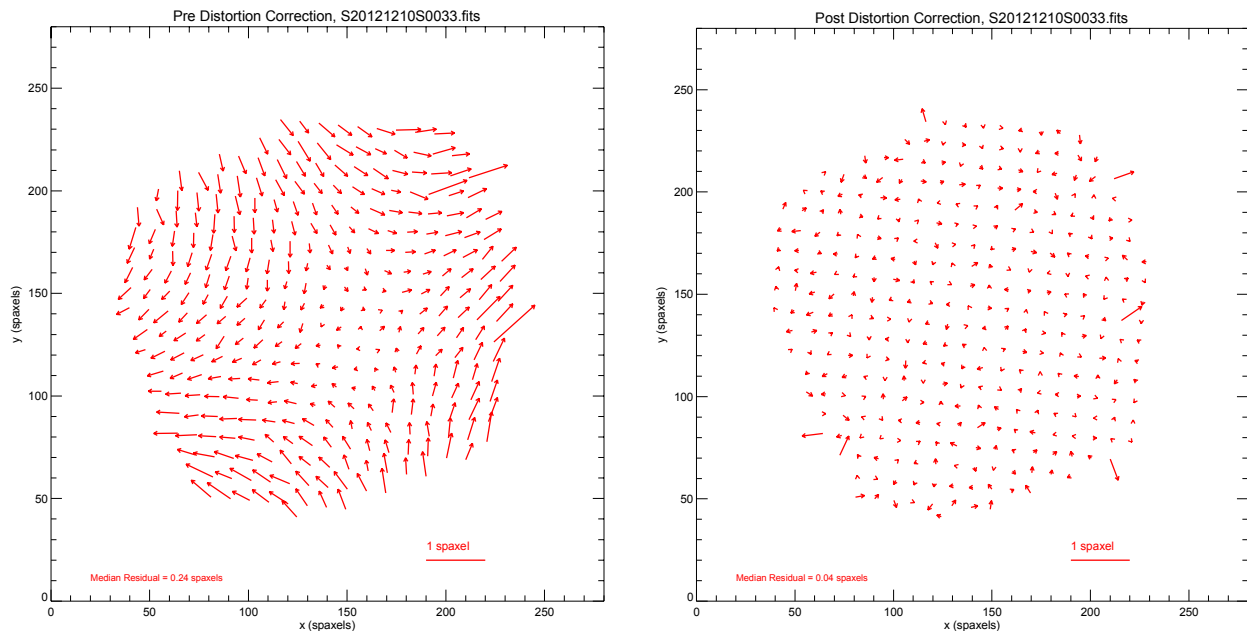 Pre Distortion Correction, S20121210S0033.fits
250
200
150
100
50
0
y (spaxels)
1 spaxel
Median Residual = 0.24 spaxels
0
50
100
150
200
250
x (spaxels)
Post Distortion Correction, S20121210S0033.fits
250
200
150
100
50
0
y (spaxels)
1 spaxel
Median Residual = 0.04 spaxels
0
50
100
150
200
250
x (spaxels)